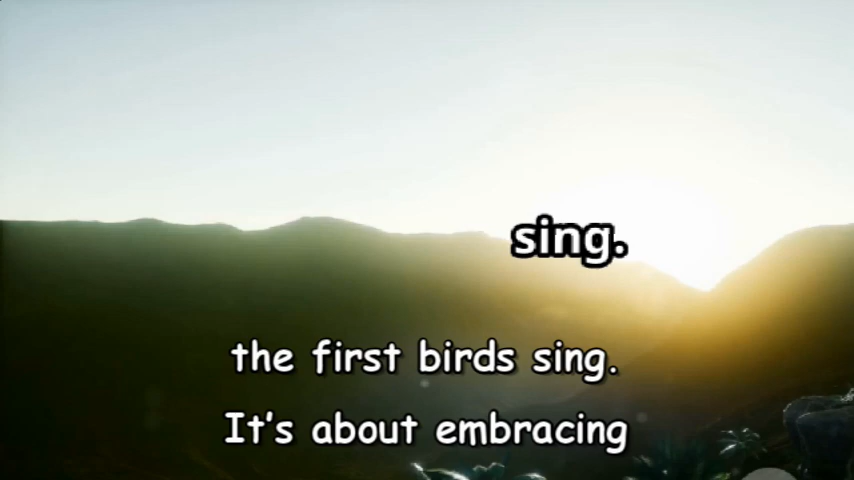 sing.
the first birds sing.
It's about embracing